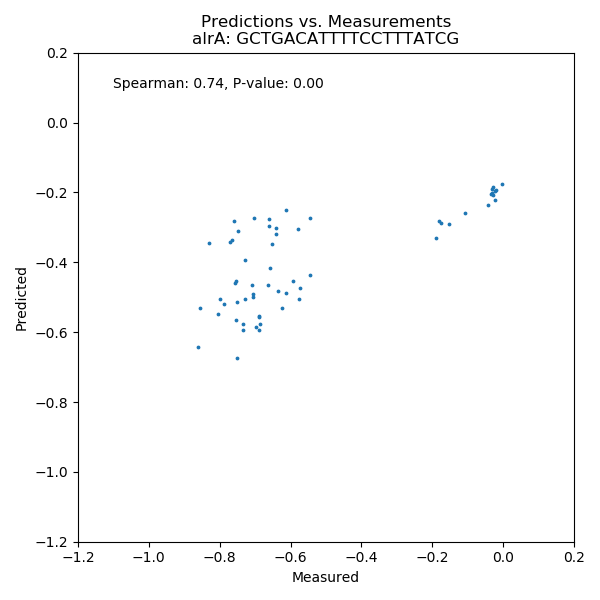 Predictions vs. Measurements
alrA: GCTGACATTTTCCTTTATCG
Spearman: 0.74, P-value: 0.00
0.2
0.0
−0.2
−0.4
−0.6
−0.8
−1.0
−1.2
Predicted
−1.2 −1.0 −0.8 −0.6 −0.4 −0.2 0.0 0.2
Measured